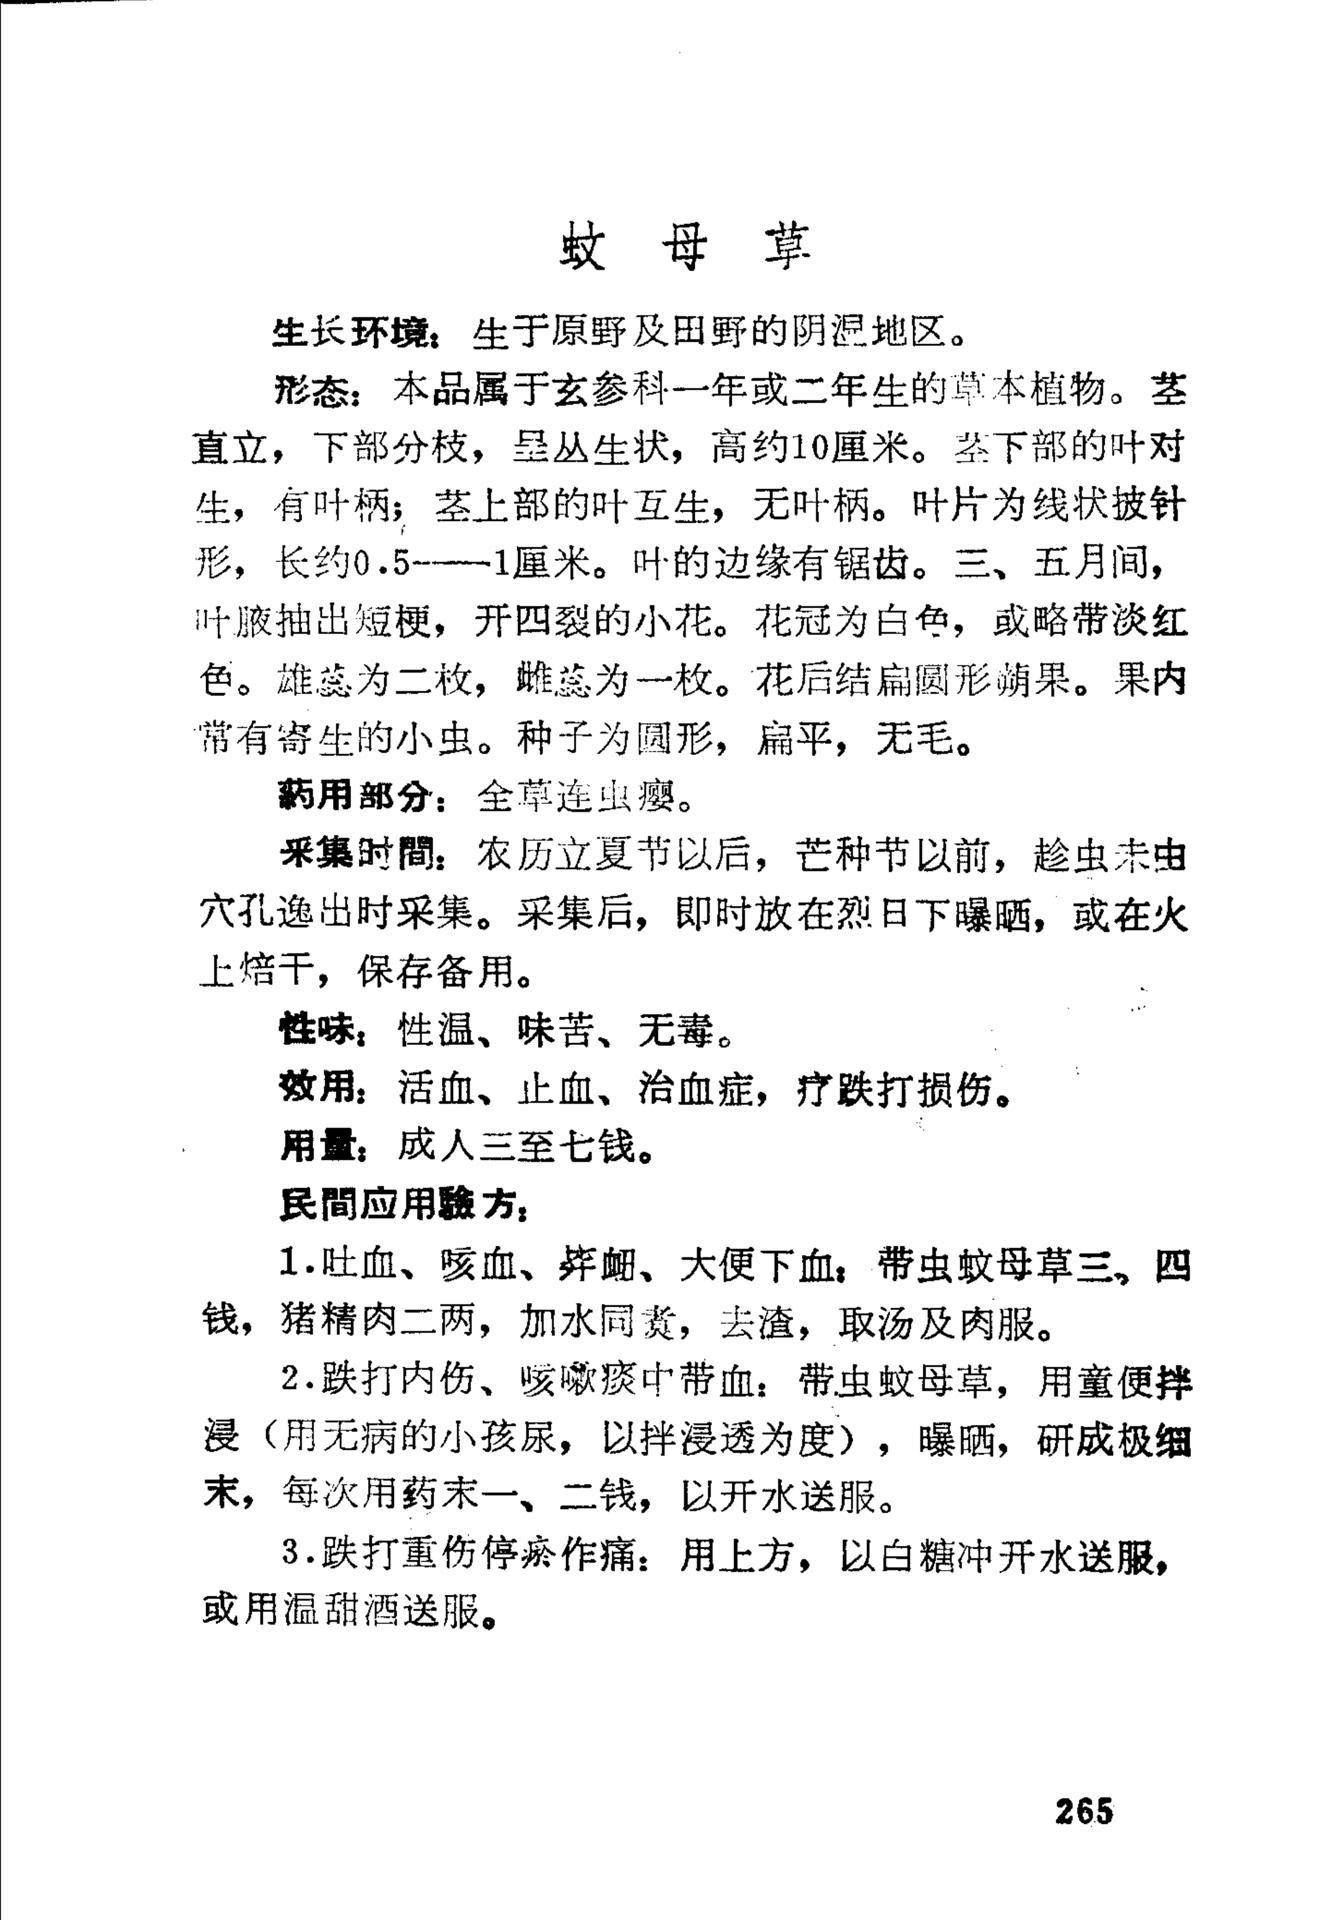 蚊母草
生长环境：生于原野及田野的阴湿地区。
形态：本品属于玄参科一年或二年生的草本植物。茎
直立，下部分枝，呈丛生状，高约10厘米。茎下部的叶对
生，有叶柄；茎上部的叶互生，无叶柄。叶片为线状披针
形，长约0.5——1厘米。叶的边缘有锯齿。三、五月间，
叶腋抽出短梗，开四裂的小花。花冠为白色，或略带淡红
色。雄蕊为二枚，雌蕊为一枚。花后结扁圆形蒴果。果内
常有寄生的小虫。种子为圆形，扁平，无毛。
药用部分：全草连虫瘿。
采集时間：农历立夏节以后，芒种节以前，趁虫未由
穴孔逸出时采集。采集后，即时放在烈日下曝晒，或在火
上焙干，保存备用。
性味：性温、味苦、无毒。
效用：活血、止血、治血症，疗跌打损伤。
用量：成人三至七钱。
民間应用驗方：
1.吐血、咳血、鼻衄、大便下血：带虫蚊母草三、四
钱，猪精肉二两，加水同煮，去渣，取汤及肉服。
2.跌打内伤、咳嗽痰中带血：带虫蚊母草，用童便拌
浸（用无病的小孩尿，以拌浸透为度），曝晒，研成极细
末，每次用药末一、二钱，以开水送服。
3.跌打重伤停瘀作痛：用上方，以白糖冲开水送服，
或用温甜酒送服。
265